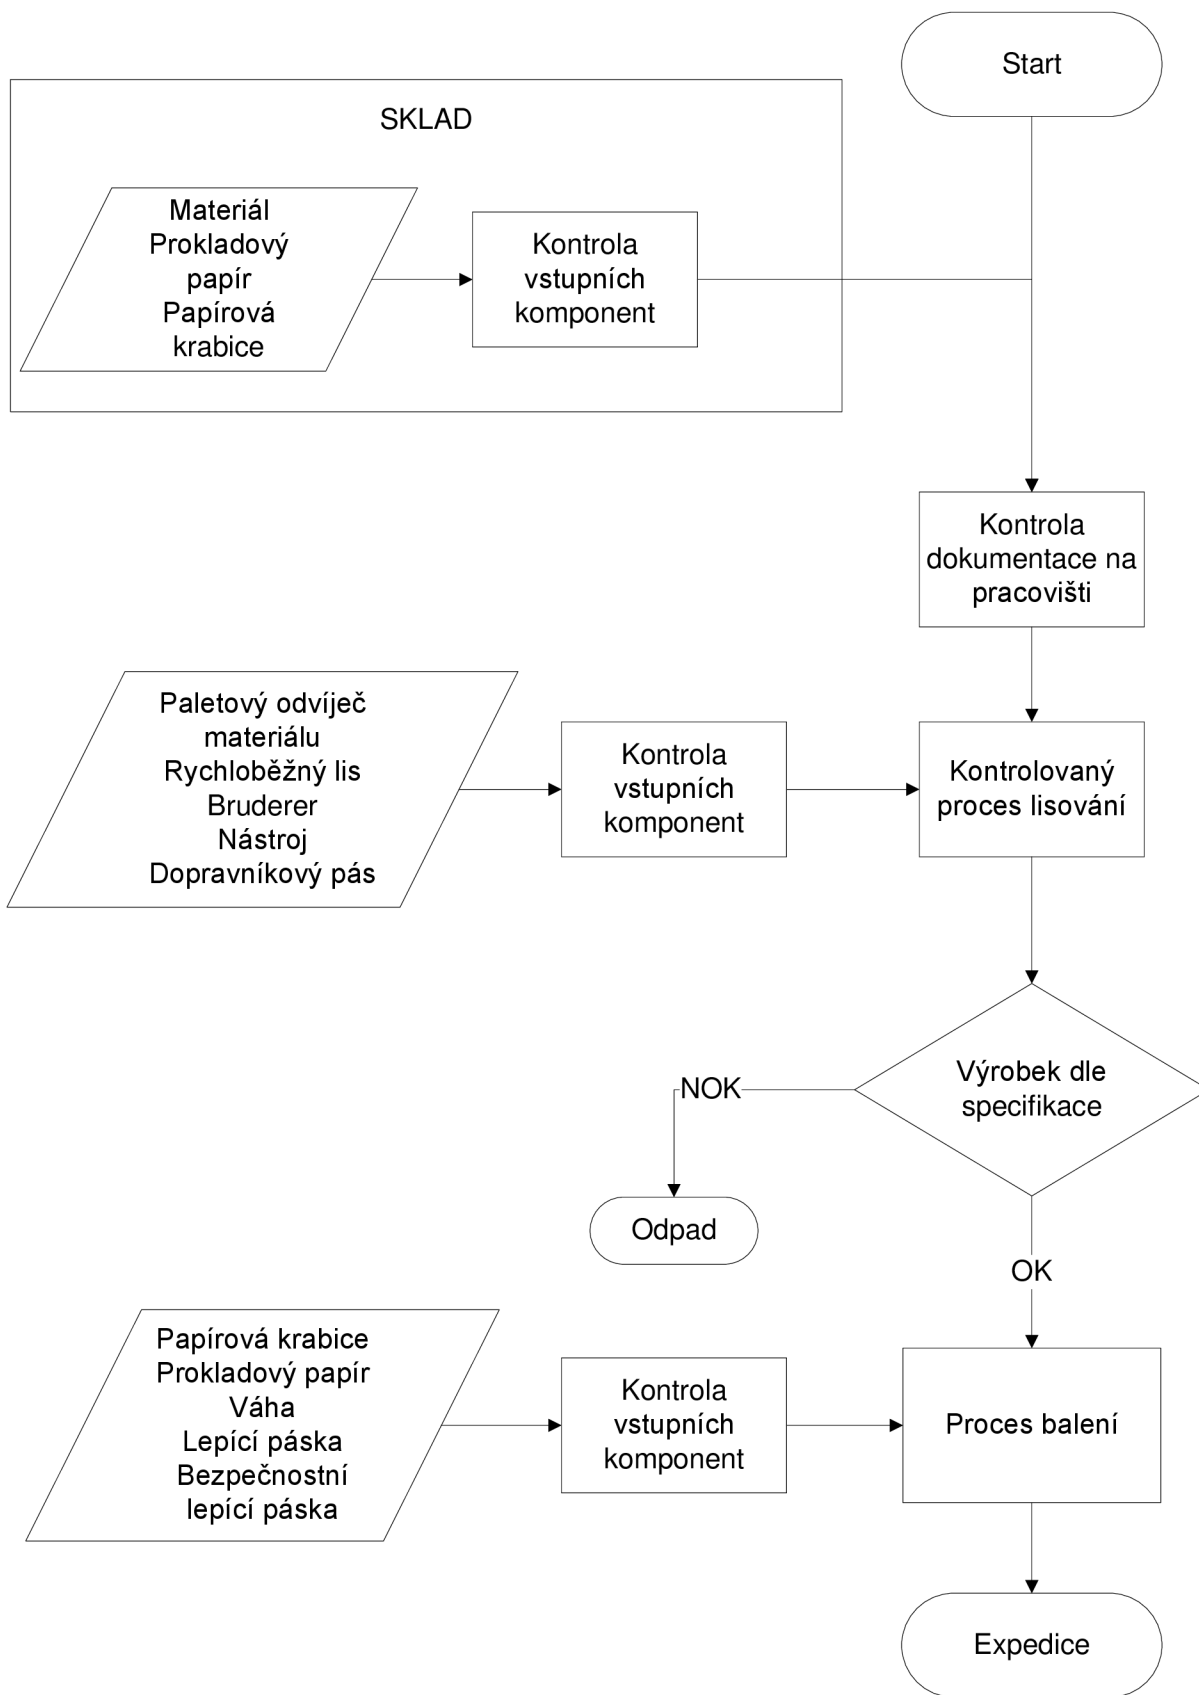 Start
SKLAD
Materiál
Prokladový
papír
Papírová
krabice
Kontrola
vstupních
komponent
Kontrola
dokumentace na
pracovišti
Paletový odvíječ
materiálu
Rychloběžný lis
Bruderer
Nástroj
Dopravníkový pás
Kontrola
vstupních
komponent
Kontrolovaný
proces lisování
Výrobek dle
specifikace
NOK
Odpad
OK
Papírová krabice
Prokladový papír
Váha
Lepící páska
Bezpečnostní
lepící páska
Kontrola
vstupních
komponent
Proces balení
Expedice